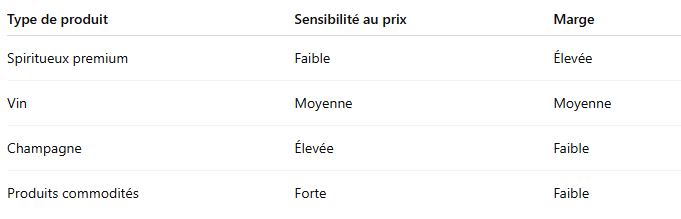 Type de produit Sensibilité au prix Marge
Spiritueux premium Faible Élevée
Vin Moyenne Moyenne
Champagne Élevée Faible
Produits commodités Forte Faible